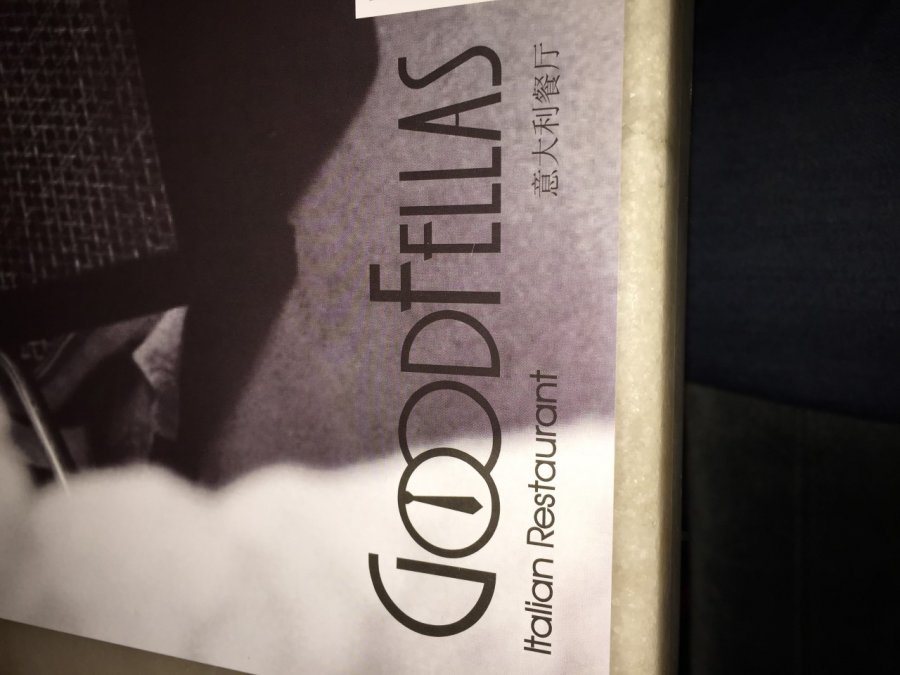 GOODFELLAS
Italian Restaurant 意大利餐厅